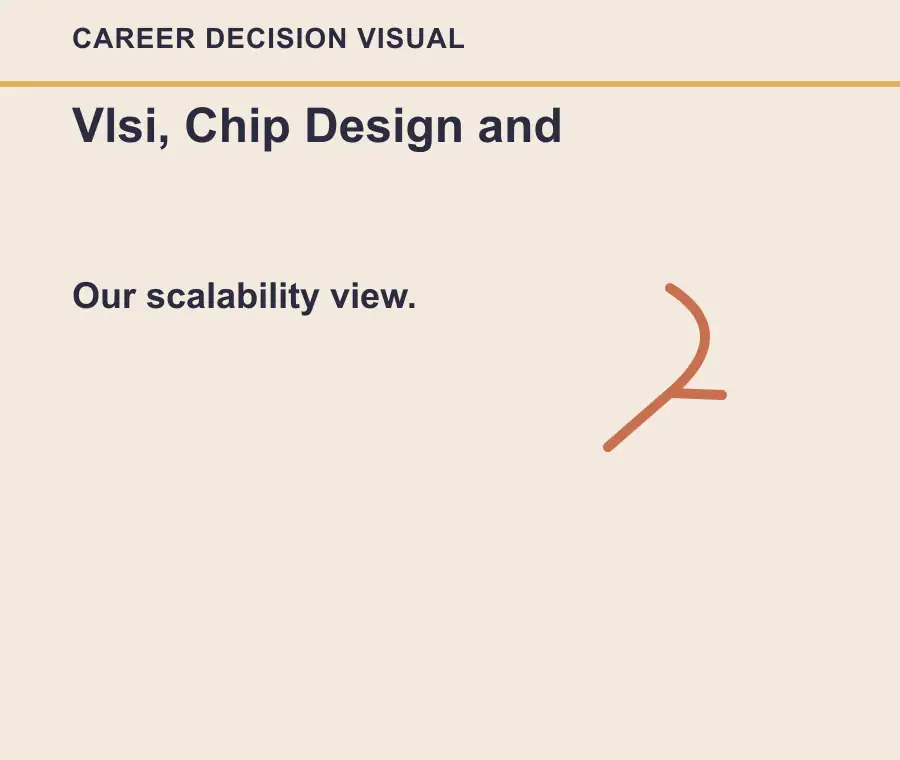 CAREER DECISION VISUAL
Vlsi, Chip Design and
Our scalability view.